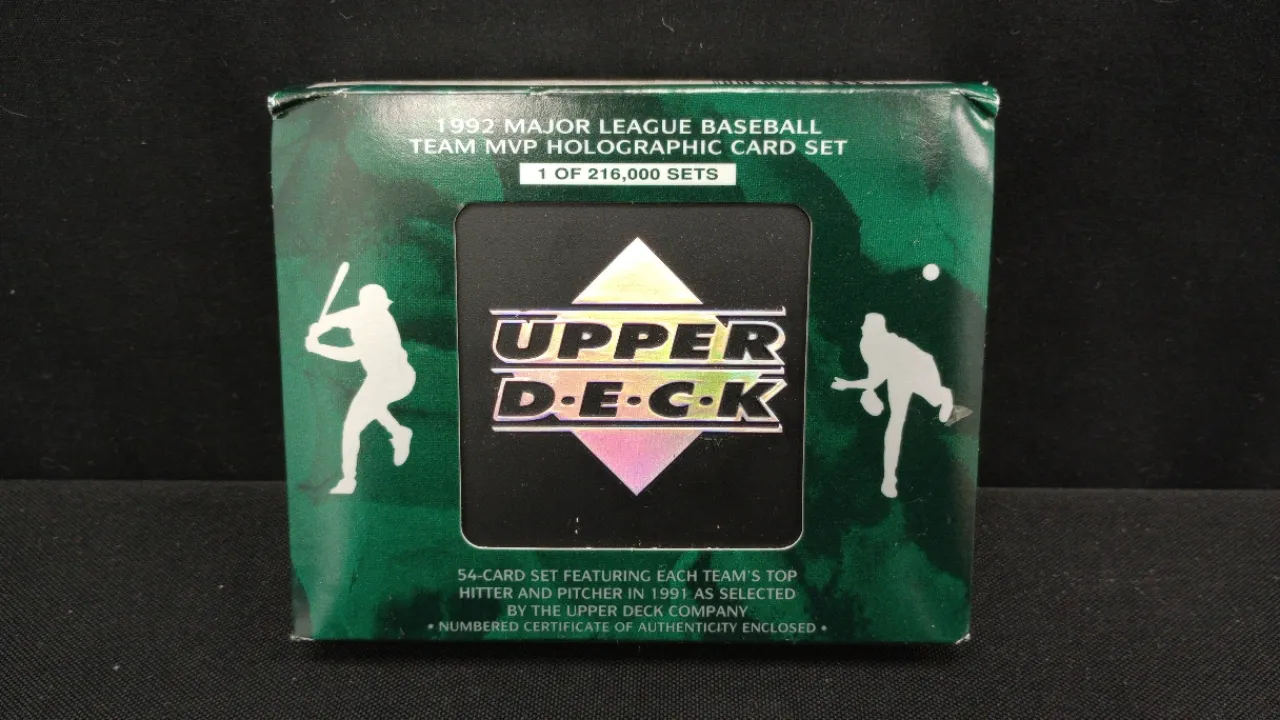 1992 MAJOR LEAGUE BASEBALL
TEAM MVP HOLOGRAPHIC CARD SET
1 OF 216,000 SETS
UPPER
D·E·C·K
TM
54-CARD SET FEATURING EACH TEAM'S TOP
HITTER AND PITCHER IN 1991 AS SELECTED
BY THE UPPER DECK COMPANY
• NUMBERED CERTIFICATE OF AUTHENTICITY ENCLOSED •